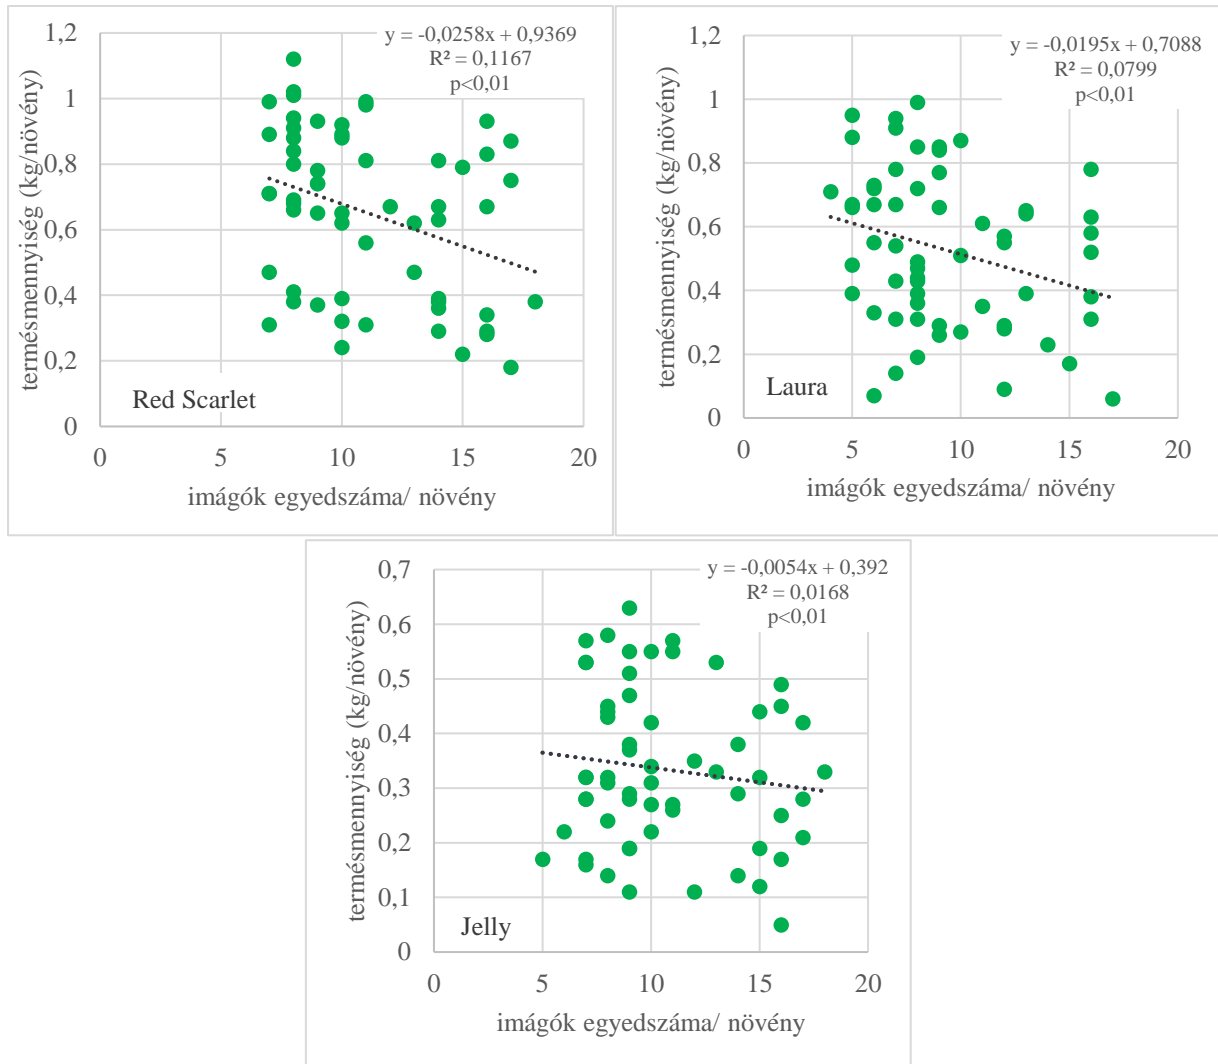 y = -0,0258x + 0,9369
R² = 0,1167
p<0,01
1,2
1
0,8
0,6
0,4
0,2
0
termésmennyiség (kg/növény)
Red Scarlet
0
5
10
15
20
imágók egyedszáma/ növény
y = -0,0195x + 0,7088
R² = 0,0799
p<0,01
1,2
1
0,8
0,6
0,4
0,2
0
termésmennyiség (kg/növény)
Laura
0
5
10
15
20
imágók egyedszáma/ növény
y = -0,0054x + 0,392
R² = 0,0168
p<0,01
0,7
0,6
0,5
0,4
0,3
0,2
0,1
0
termésmennyiség (kg/növény)
Jelly
0
5
10
15
20
imágók egyedszáma/ növény